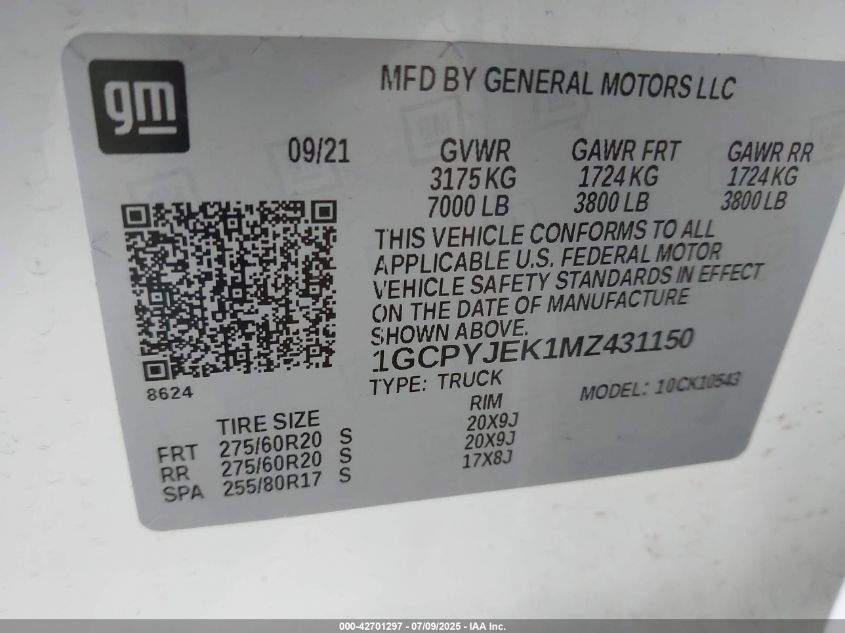 gm
MFD BY GENERAL MOTORS LLC
09/21 GVWR GAWR FRT GAWR RR
3175 KG 1724 KG 1724 KG
7000 LB 3800 LB 3800 LB
THIS VEHICLE CONFORMS TO ALL
APPLICABLE U.S. FEDERAL MOTOR
VEHICLE SAFETY STANDARDS IN EFFECT
ON THE DATE OF MANUFACTURE
SHOWN ABOVE.
1GCPYJEK1MZ431150
TYPE: TRUCK MODEL: 10CK10543
8624
TIRE SIZE RIM
FRT 275/60R20 S 20X9J
RR 275/60R20 S 20X9J
SPA 255/80R17 S 17X8J
000-42701297 - 07/09/2025 - IAA Inc.